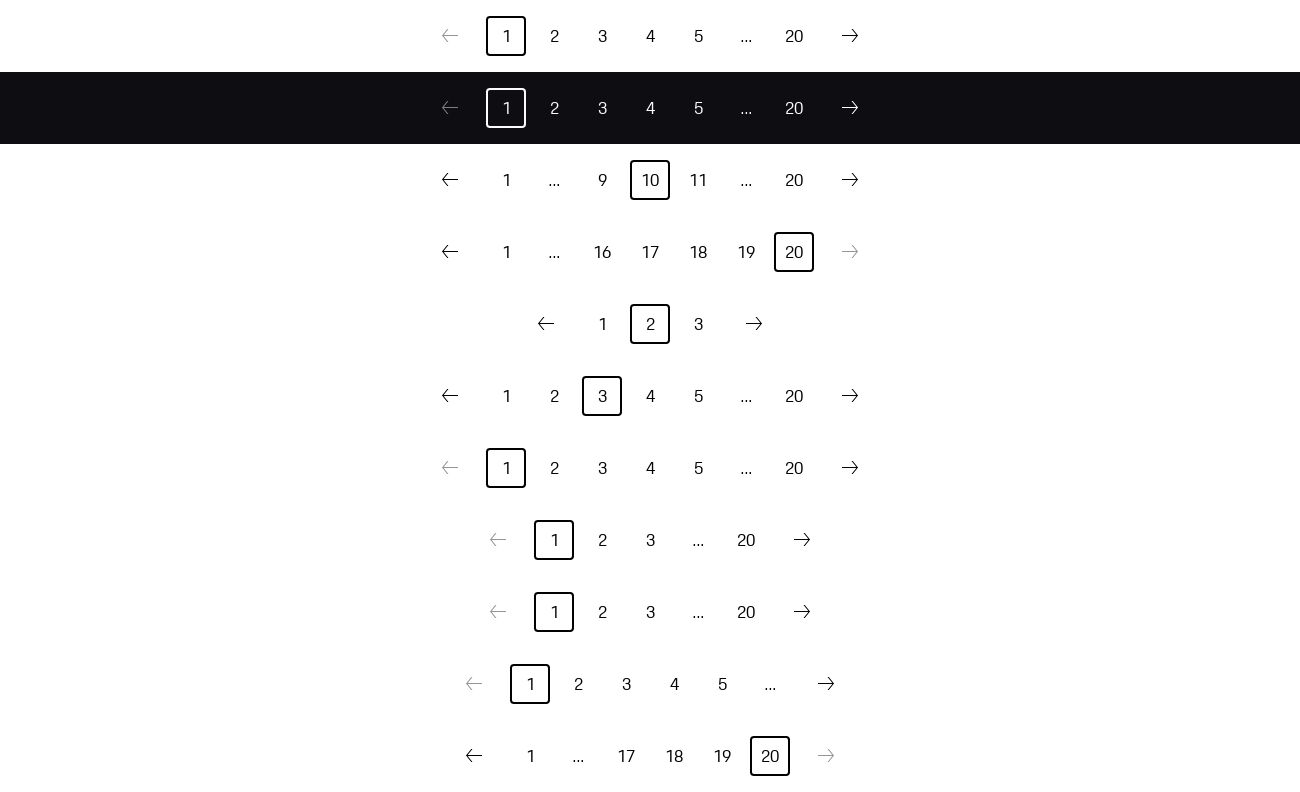 ← 1 2 3 4 5 ... 20 →
← 1 2 3 4 5 ... 20 →
← 1 ... 9 10 11 ... 20 →
← 1 ... 16 17 18 19 20 →
← 1 2 3 →
← 1 2 3 4 5 ... 20 →
← 1 2 3 4 5 ... 20 →
← 1 2 3 ... 20 →
← 1 2 3 ... 20 →
← 1 2 3 4 5 ... →
← 1 ... 17 18 19 20 →